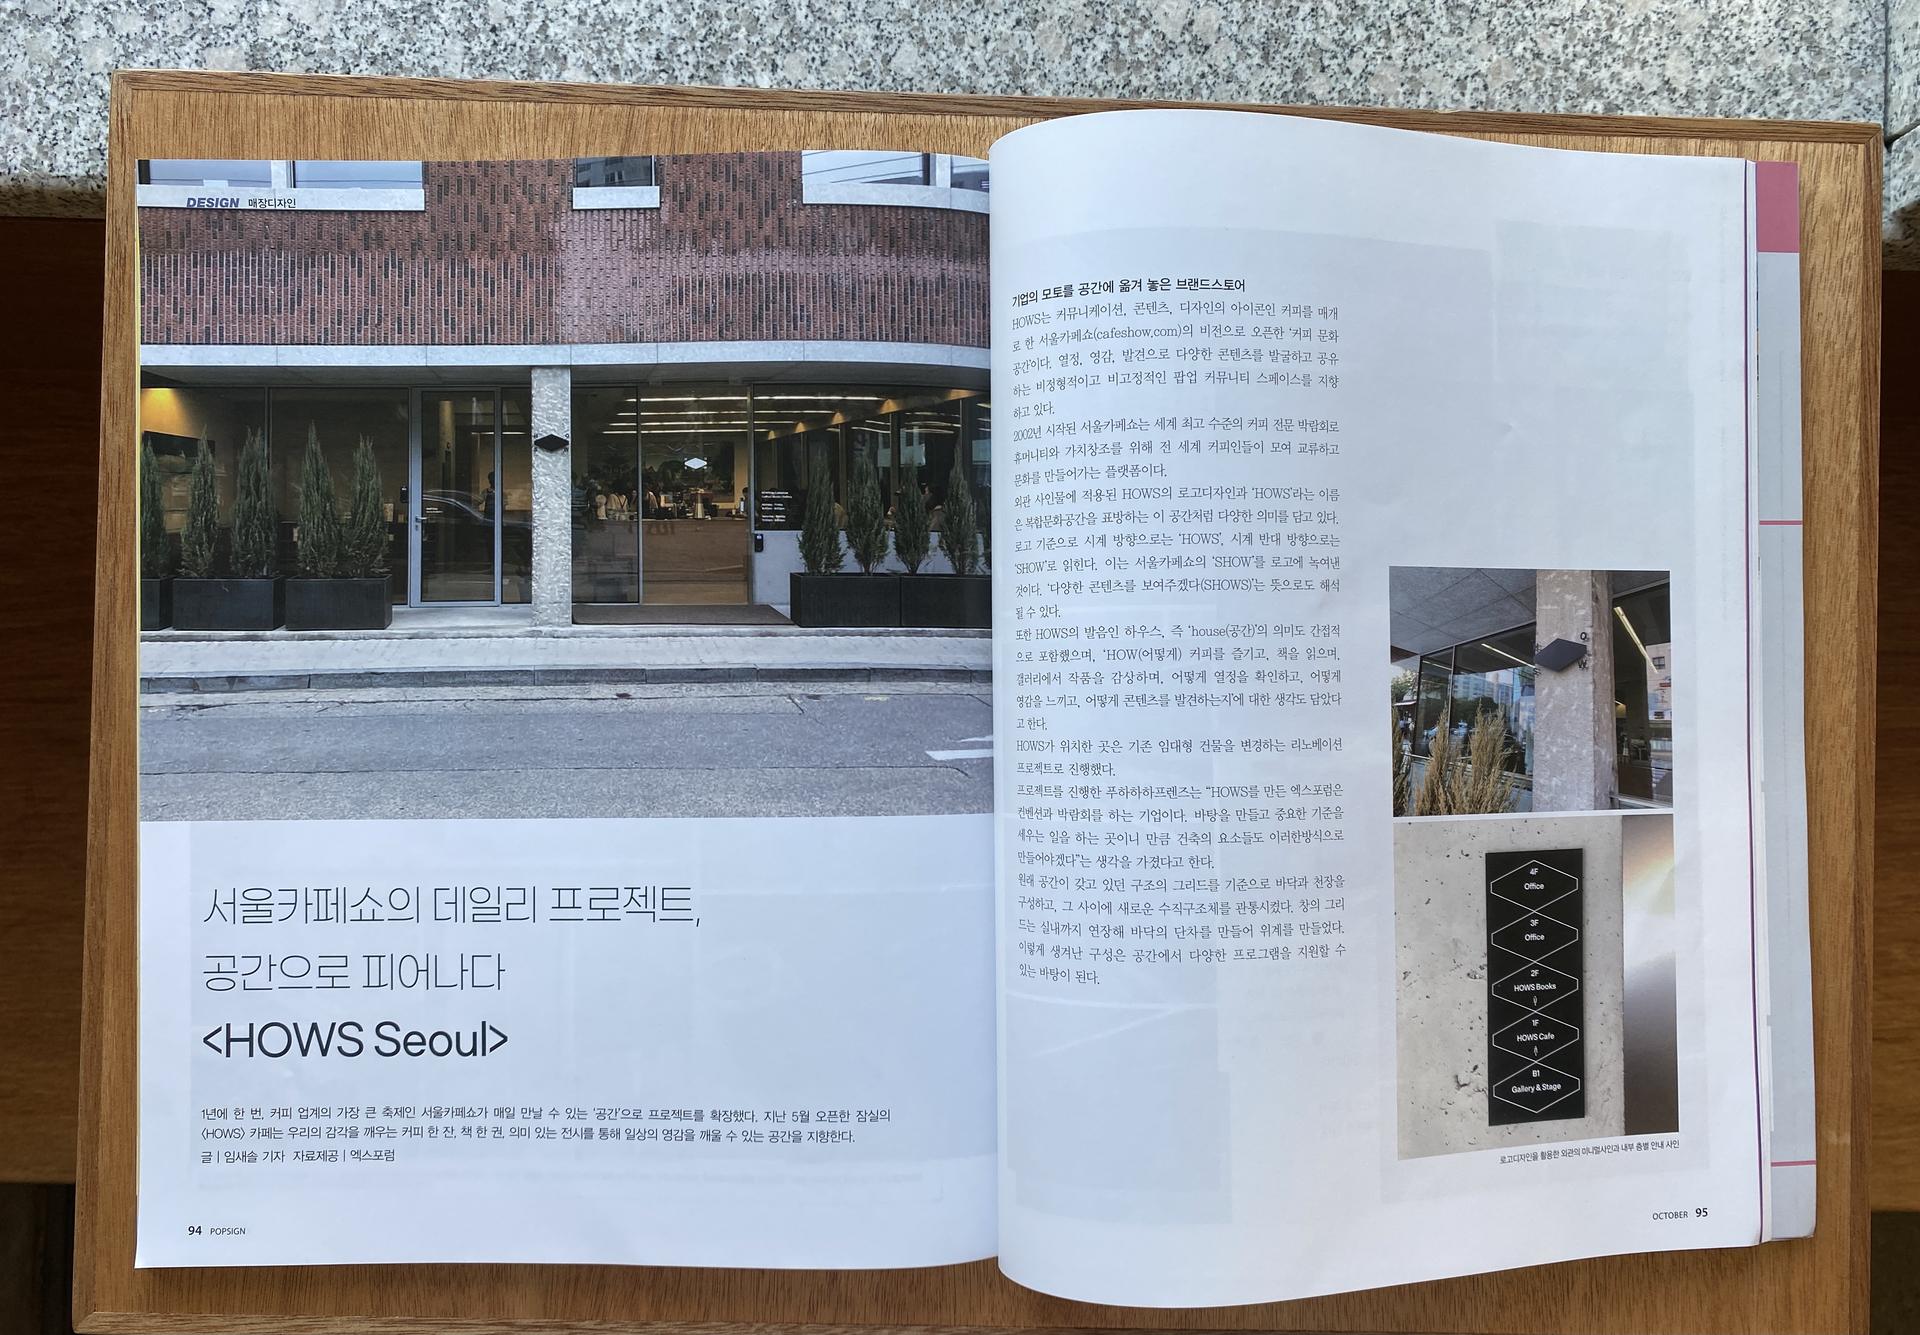 DESIGN 매장디자인
서울카페쇼의 데일리 프로젝트,
공간으로 피어나다
<HOWS Seoul>
1년에 한 번, 커피 업계의 가장 큰 축제인 서울카페쇼가 매일 만날 수 있는 '공간'으로 프로젝트를 확장했다. 지난 5월 오픈한 잠실의
〈HOWS〉 카페는 우리의 감각을 깨우는 커피 한 잔, 책 한 권, 의미 있는 전시를 통해 일상의 영감을 깨울 수 있는 공간을 지향한다.
글 | 임새솔 기자 자료제공 | 엑스포럼
94 POPSIGN
기업의 모토를 공간에 옮겨 놓은 브랜드스토어
HOWS는 커뮤니케이션, 콘텐츠, 디자인의 아이콘인 커피를 매개
로 한 서울카페쇼(cafeshow.com)의 비전으로 오픈한 '커피 문화
공간'이다. 열정, 영감, 발견으로 다양한 콘텐츠를 발굴하고 공유
하는 비정형적이고 비고정적인 팝업 커뮤니티 스페이스를 지향
하고 있다.
2002년 시작된 서울카페쇼는 세계 최고 수준의 커피 전문 박람회로
휴머니티와 가치창조를 위해 전 세계 커피인들이 모여 교류하고
문화를 만들어가는 플랫폼이다.
외관 사인물에 적용된 HOWS의 로고디자인과 'HOWS'라는 이름
은 복합문화공간을 표방하는 이 공간처럼 다양한 의미를 담고 있다.
로고 기준으로 시계 방향으로는 'HOWS', 시계 반대 방향으로는
'SHOW'로 읽힌다. 이는 서울카페쇼의 'SHOW'를 로고에 녹여낸
것이다. '다양한 콘텐츠를 보여주겠다(SHOWS)'는 뜻으로도 해석
될 수 있다.
또한 HOWS의 발음인 하우스, 즉 'house(공간)'의 의미도 간접적
으로 포함했으며, 'HOW(어떻게) 커피를 즐기고, 책을 읽으며,
갤러리에서 작품을 감상하며, 어떻게 열정을 확인하고, 어떻게
영감을 느끼고, 어떻게 콘텐츠를 발견하는지'에 대한 생각도 담았다
고 한다.
HOWS가 위치한 곳은 기존 임대형 건물을 변경하는 리노베이션
프로젝트로 진행했다.
프로젝트를 진행한 푸하하하프렌즈는 "HOWS를 만든 엑스포럼은
컨벤션과 박람회를 하는 기업이다. 바탕을 만들고 중요한 기준을
세우는 일을 하는 곳이니 만큼 건축의 요소들도 이러한방식으로
만들어야겠다"는 생각을 가졌다고 한다.
원래 공간이 갖고 있던 구조의 그리드를 기준으로 바닥과 천장을
구성하고, 그 사이에 새로운 수직구조체를 관통시켰다. 창의 그리
드는 실내까지 연장해 바닥의 단차를 만들어 위계를 만들었다.
이렇게 생겨난 구성은 공간에서 다양한 프로그램을 지원할 수
있는 바탕이 된다.
O
S
W
4F
Office
3F
Office
2F
HOWS Books
1F
HOWS Cafe
B1
Gallery & Stage
로고디자인을 활용한 외관의 미니멀사인과 내부 층별 안내 사인
OCTOBER 95